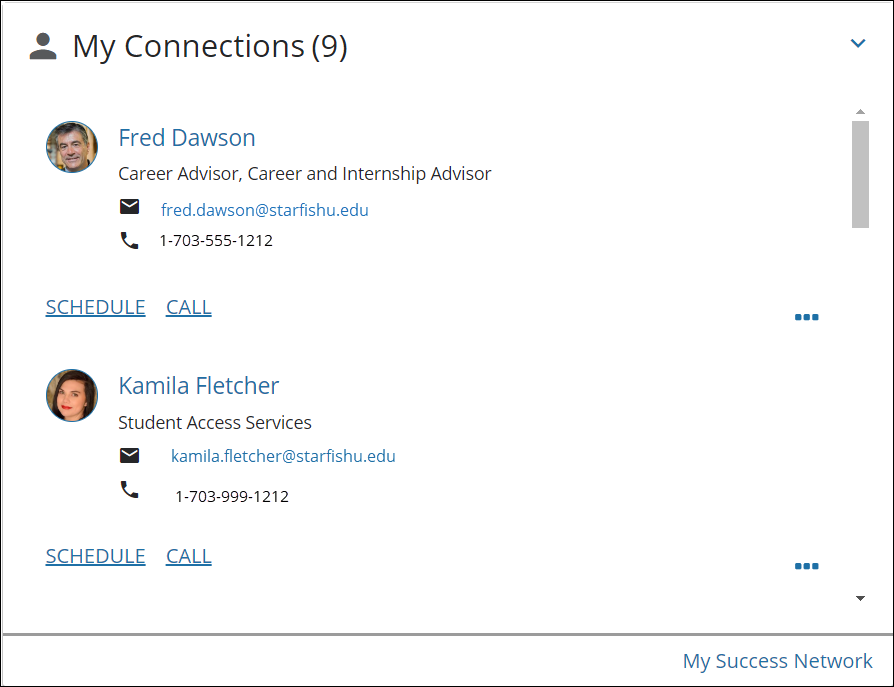 My Connections (9)
Fred Dawson
Career Advisor, Career and Internship Advisor
fred.dawson@starfishu.edu
1-703-555-1212
SCHEDULE CALL
Kamila Fletcher
Student Access Services
kamila.fletcher@starfishu.edu
1-703-999-1212
SCHEDULE CALL
My Success Network